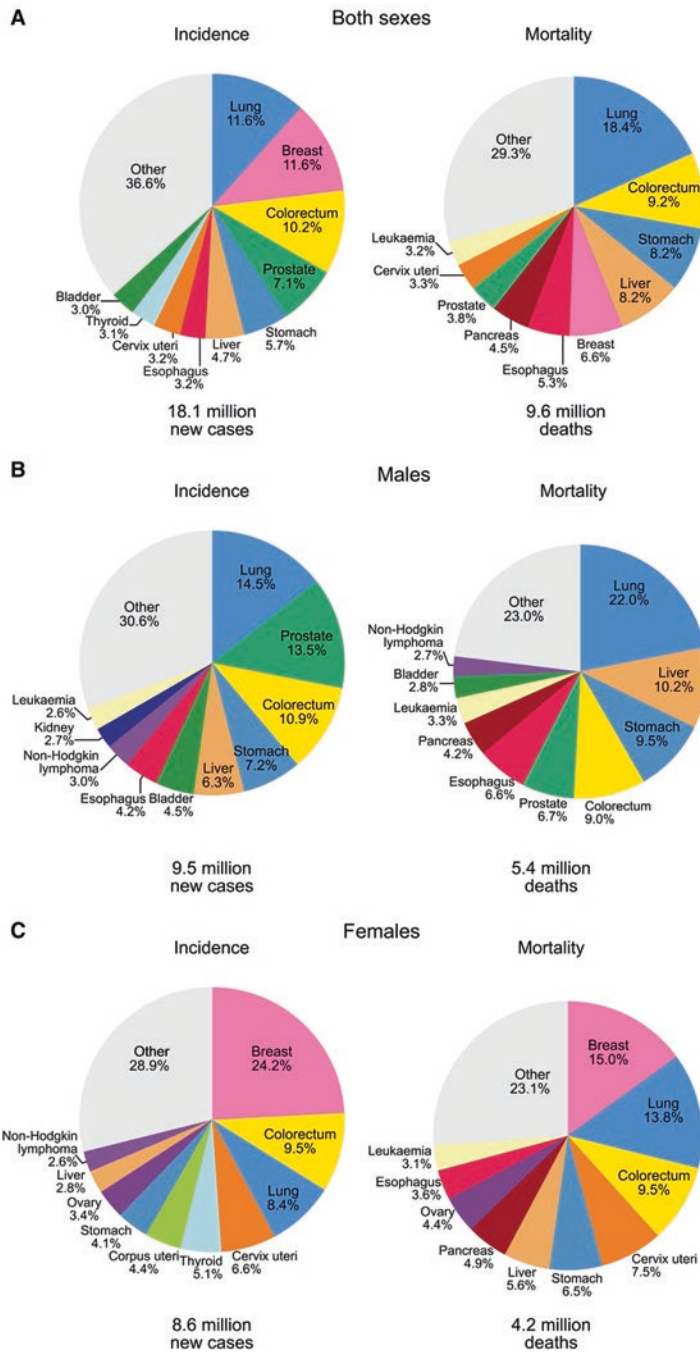 A
Both sexes
Incidence
Mortality
Lung
11.6%
Breast
11.6%
Colorectum
10.2%
Prostate
7.1%
Stomach
5.7%
Liver
4.7%
Esophagus
3.2%
Cervix uteri
3.2%
Thyroid
3.1%
Bladder
3.0%
Other
36.6%
18.1 million
new cases
Lung
18.4%
Colorectum
9.2%
Stomach
8.2%
Liver
8.2%
Breast
6.6%
Esophagus
5.3%
Pancreas
4.5%
Prostate
3.8%
Cervix uteri
3.3%
Leukaemia
3.2%
Other
29.3%
9.6 million
deaths
B
Males
Incidence
Mortality
Lung
14.5%
Prostate
13.5%
Colorectum
10.9%
Stomach
7.2%
Liver
6.3%
Bladder
4.5%
Esophagus
4.2%
Non-Hodgkin
lymphoma
3.0%
Kidney
2.7%
Leukaemia
2.6%
Other
30.6%
9.5 million
new cases
Lung
22.0%
Liver
10.2%
Stomach
9.5%
Colorectum
9.0%
Prostate
6.7%
Esophagus
6.6%
Pancreas
4.2%
Leukaemia
3.3%
Bladder
2.8%
Non-Hodgkin
lymphoma
2.7%
Other
23.0%
5.4 million
deaths
C
Females
Incidence
Mortality
Breast
24.2%
Colorectum
9.5%
Lung
8.4%
Cervix uteri
6.6%
Thyroid
5.1%
Corpus uteri
4.4%
Stomach
4.1%
Ovary
3.4%
Liver
2.8%
Non-Hodgkin
lymphoma
2.6%
Other
28.9%
8.6 million
new cases
Breast
15.0%
Lung
13.8%
Colorectum
9.5%
Cervix uteri
7.5%
Stomach
6.5%
Liver
5.6%
Pancreas
4.9%
Ovary
4.4%
Esophagus
3.6%
Leukaemia
3.1%
Other
23.1%
4.2 million
deaths